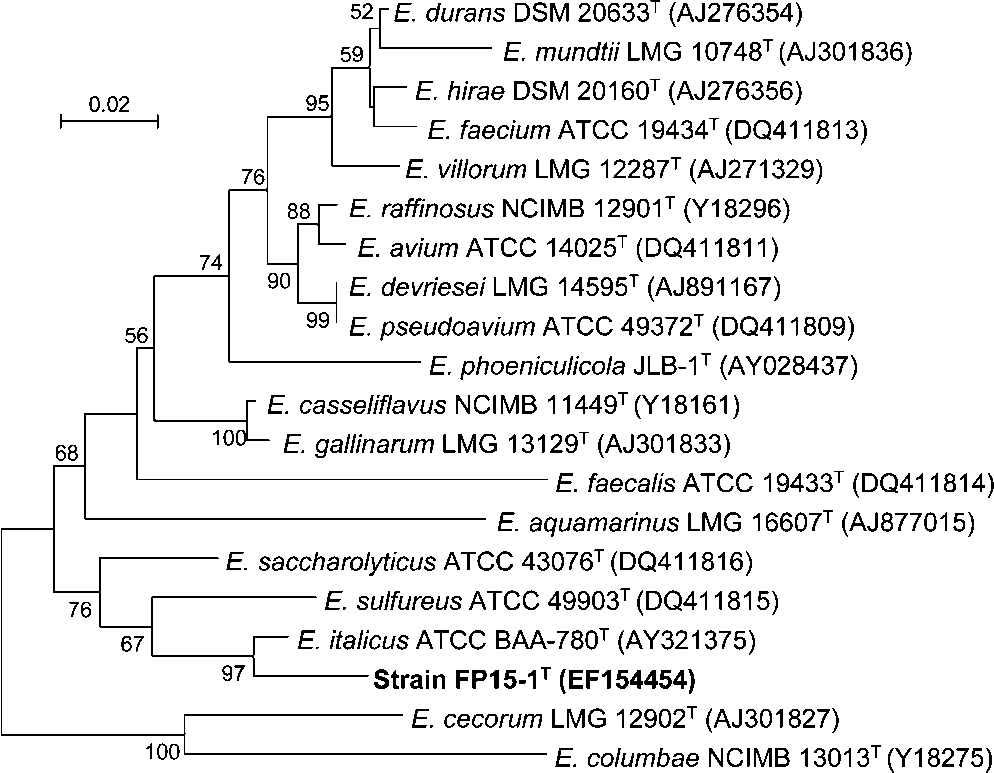 52 E. durans DSM 20633ᵀ (AJ276354)
E. mundtii LMG 10748ᵀ (AJ301836)
59
E. hirae DSM 20160ᵀ (AJ276356)
0.02
95
E. faecium ATCC 19434ᵀ (DQ411813)
E. villorum LMG 12287ᵀ (AJ271329)
76
88 E. raffinosus NCIMB 12901ᵀ (Y18296)
E. avium ATCC 14025ᵀ (DQ411811)
74
90 E. devriesei LMG 14595ᵀ (AJ891167)
99 E. pseudoavium ATCC 49372ᵀ (DQ411809)
56
E. phoeniculicola JLB-1ᵀ (AY028437)
E. casseliflavus NCIMB 11449ᵀ (Y18161)
100 E. gallinarum LMG 13129ᵀ (AJ301833)
68
E. faecalis ATCC 19433ᵀ (DQ411814)
E. aquamarinus LMG 16607ᵀ (AJ877015)
E. saccharolyticus ATCC 43076ᵀ (DQ411816)
76 E. sulfureus ATCC 49903ᵀ (DQ411815)
67 E. italicus ATCC BAA-780ᵀ (AY321375)
97 Strain FP15-1ᵀ (EF154454)
E. cecorum LMG 12902ᵀ (AJ301827)
100 E. columbae NCIMB 13013ᵀ (Y18275)